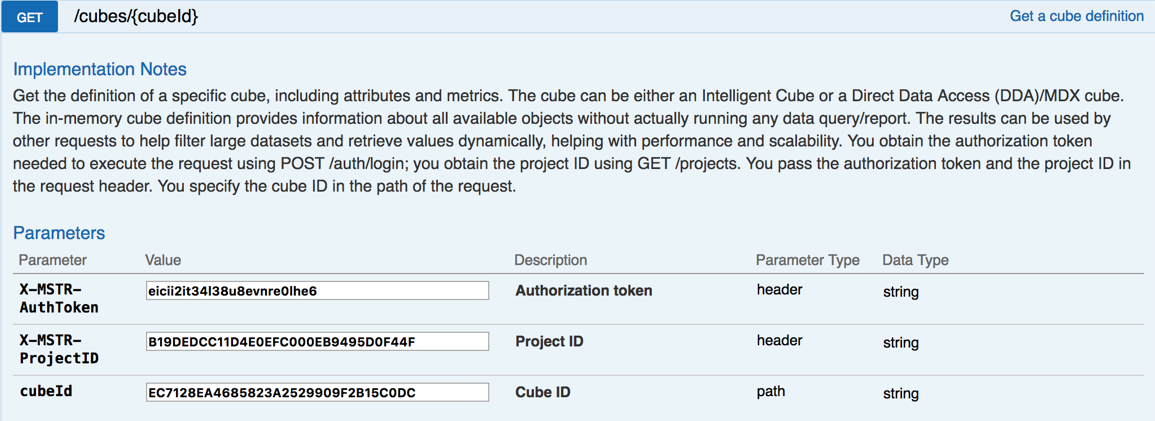 GET /cubes/{cubeId} Get a cube definition
Implementation Notes
Get the definition of a specific cube, including attributes and metrics. The cube can be either an Intelligent Cube or a Direct Data Access (DDA)/MDX cube.
The in-memory cube definition provides information about all available objects without actually running any data query/report. The results can be used by
other requests to help filter large datasets and retrieve values dynamically, helping with performance and scalability. You obtain the authorization token
needed to execute the request using POST /auth/login; you obtain the project ID using GET /projects. You pass the authorization token and the project ID in
the request header. You specify the cube ID in the path of the request.
Parameters
Parameter Value Description Parameter Type Data Type
X-MSTR- eicii2it34l38u8evnre0lhe6 Authorization token header string
AuthToken
X-MSTR- B19DEDCC11D4E0EFC000EB9495D0F44F Project ID header string
ProjectID
cubeId EC7128EA4685823A2529909F2B15C0DC Cube ID path string